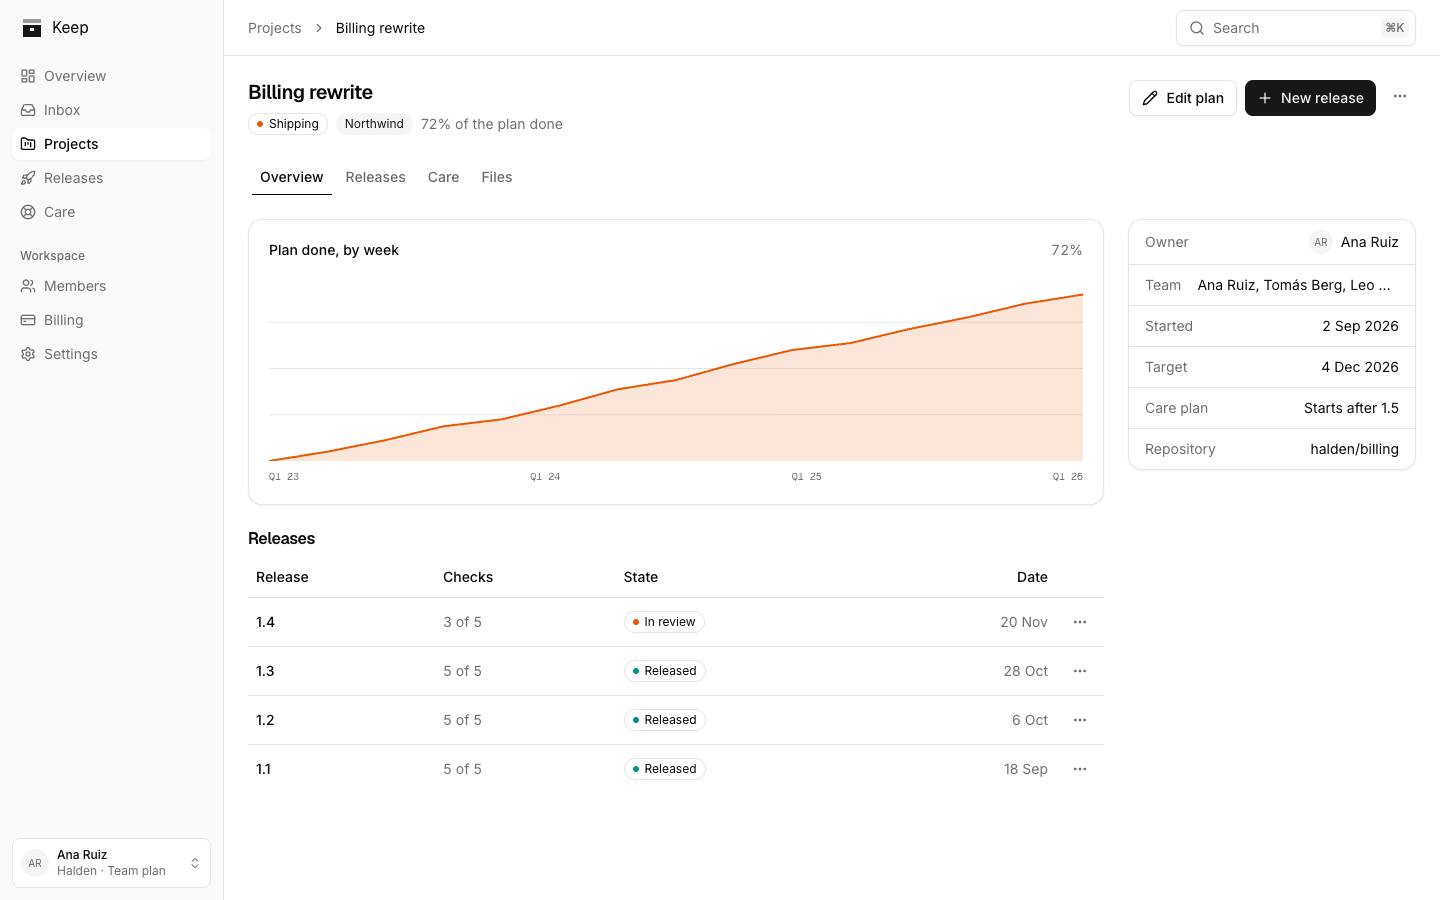 Keep
Overview
Inbox
Projects
Releases
Care
Workspace
Members
Billing
Settings
AR
Ana Ruiz
Halden · Team plan
Projects
Billing rewrite
Search
⌘K
Billing rewrite
Shipping
Northwind
72% of the plan done
Edit plan
New release
Overview
Releases
Care
Files
Plan done, by week
72%
Q1 23
Q1 24
Q1 25
Q1 26
Owner
AR
Ana Ruiz
Team
Ana Ruiz, Tomás Berg, Leo ...
Started
2 Sep 2026
Target
4 Dec 2026
Care plan
Starts after 1.5
Repository
halden/billing
Releases
Release
Checks
State
Date
1.4
3 of 5
In review
20 Nov
1.3
5 of 5
Released
28 Oct
1.2
5 of 5
Released
6 Oct
1.1
5 of 5
Released
18 Sep